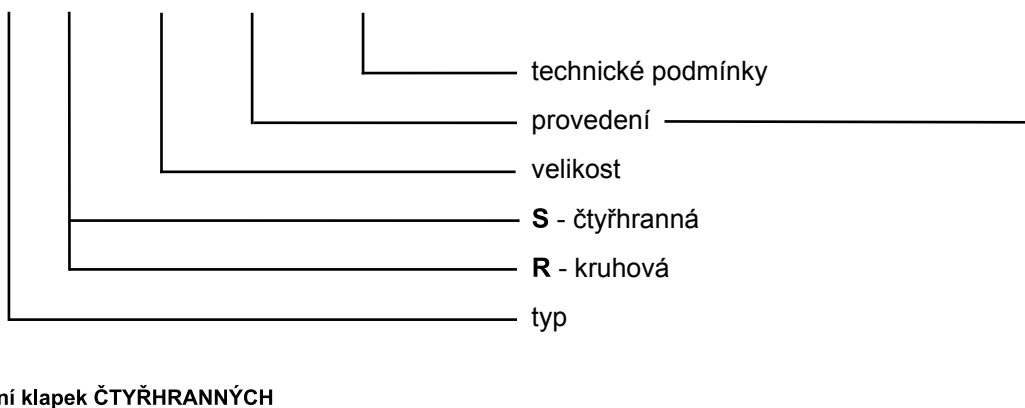 technické podmínky
provedení
velikost
S - čtyřhranná
R - kruhová
typ
ní klapek ČTYŘHRANNÝCH